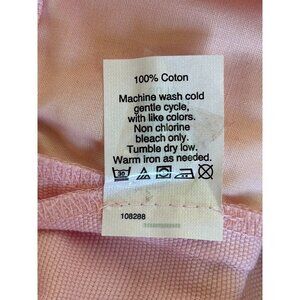 100% Coton
Machine wash cold
gentle cycle,
with like colors.
Non chlorine
bleach only.
Tumble dry low.
Warm iron as needed.
30
108288